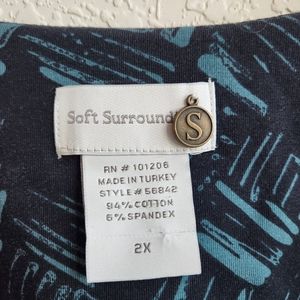 Soft Surround
S
RN # 101206
MADE IN TURKEY
STYLE # 56842
94% COTTON
6% SPANDEX
2X